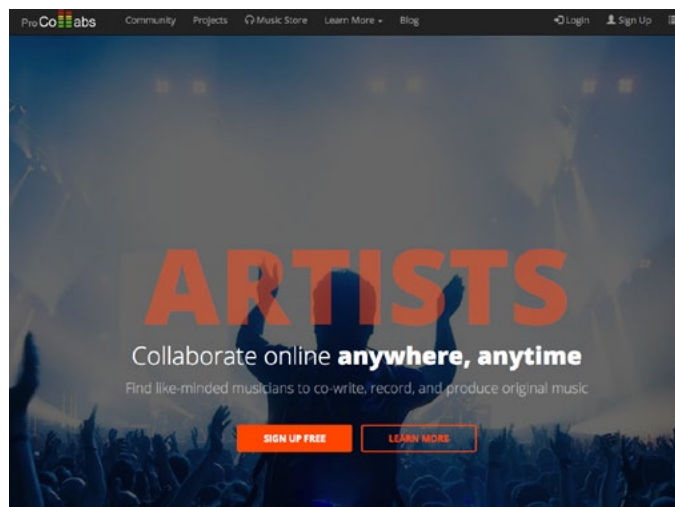 ProCollabs Community Projects Music Store Learn More Blog Login Sign Up
ARTISTS
Collaborate online anywhere, anytime
Find like-minded musicians to co-write, record, and produce original music
SIGN UP FREE LEARN MORE